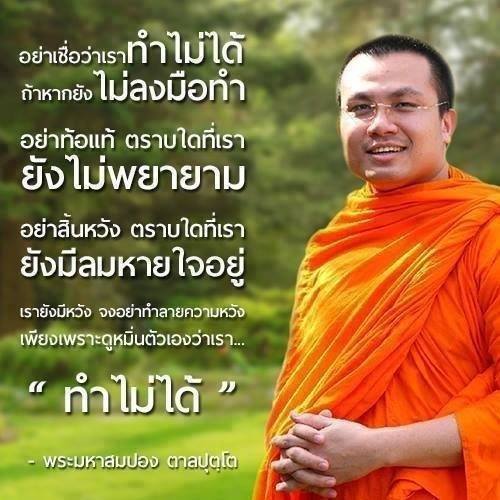 อย่าเชื่อว่าเราทำไม่ได้
ถ้าหากยังไม่ลงมือทำ
อย่าท้อแท้ ตราบใดที่เรา
ยังไม่พยายาม
อย่าสิ้นหวัง ตราบใดที่เรา
ยังมีลมหายใจอยู่
เรายังมีหวัง จงอย่าทำลายความหวัง
เพียงเพราะดูหมิ่นตัวเองว่าเรา...
“ ทำไม่ได้ ”
- พระมหาสมปอง ตาลปุตฺโต